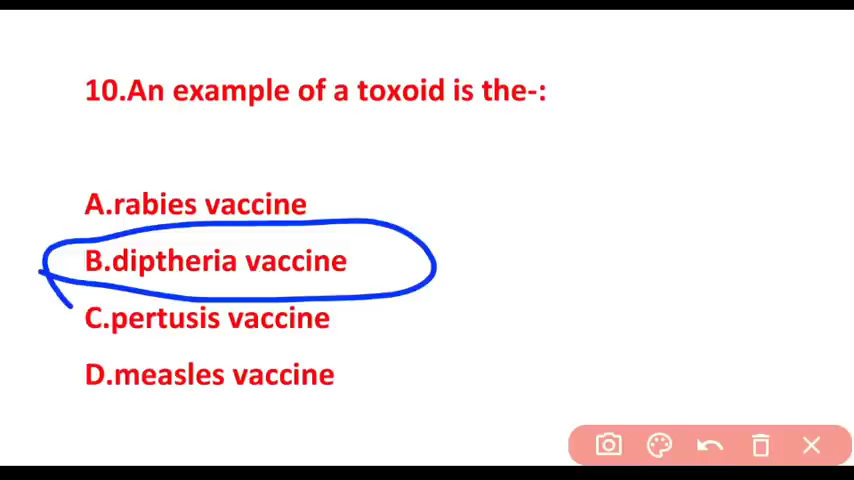 10.An example of a toxoid is the-:
A.rabies vaccine
B.diptheria vaccine
C.pertusis vaccine
D.measles vaccine